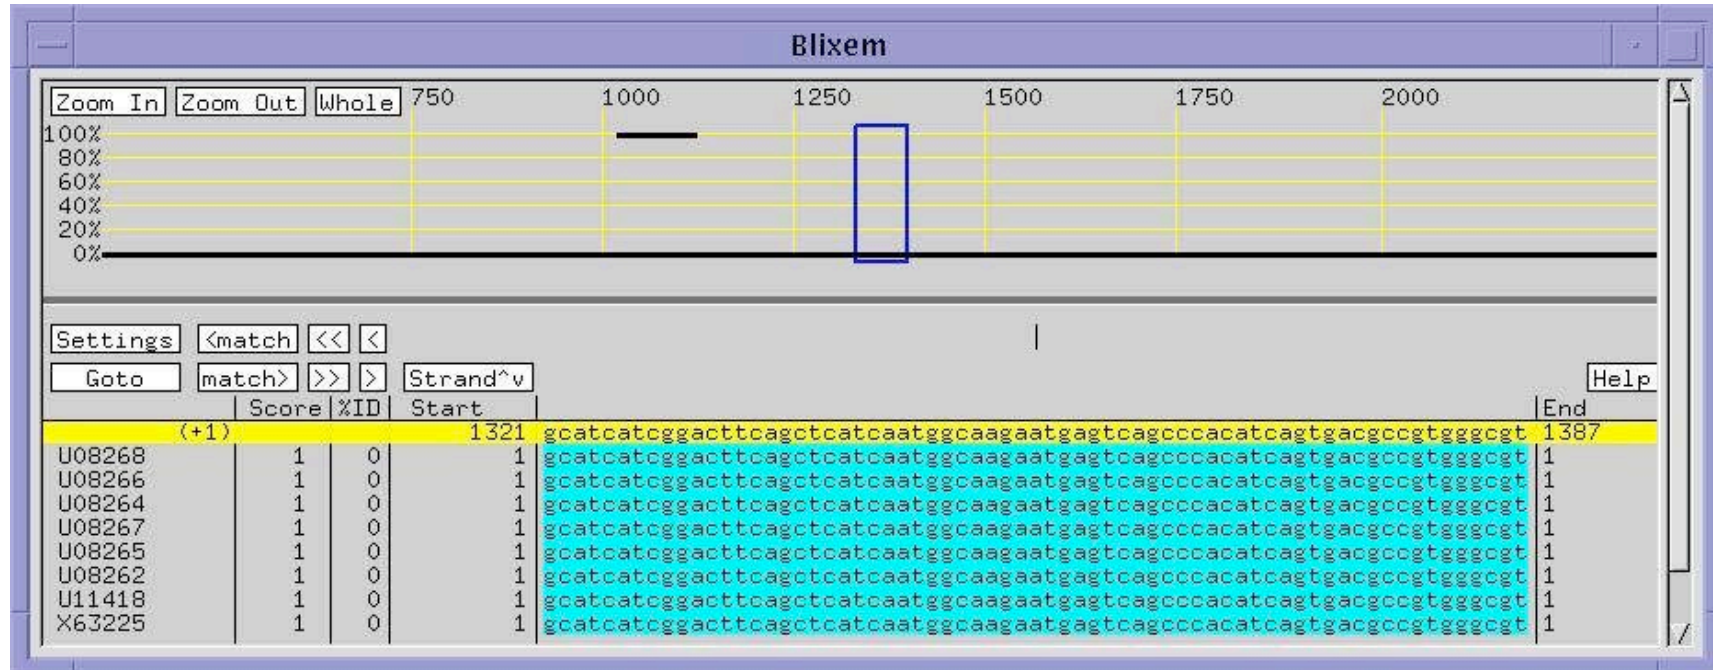 Blixem
Zoom In Zoom Out Whole 750 1000 1250 1500 1750 2000
100%
80%
60%
40%
20%
0%
Settings <match << <
Goto match> >> > Strand^v Help
Score %ID Start End
(+1) 1321 gcatcatcggacttcagctcatcaatggcaagaatgagtcagcccacatcagtgacgccgtgggcgt 1387
U08268 1 0 1 gcatcatcggacttcagctcatcaatggcaagaatgagtcagcccacatcagtgacgccgtgggcgt 1
U08266 1 0 1 gcatcatcggacttcagctcatcaatggcaagaatgagtcagcccacatcagtgacgccgtgggcgt 1
U08264 1 0 1 gcatcatcggacttcagctcatcaatggcaagaatgagtcagcccacatcagtgacgccgtgggcgt 1
U08267 1 0 1 gcatcatcggacttcagctcatcaatggcaagaatgagtcagcccacatcagtgacgccgtgggcgt 1
U08265 1 0 1 gcatcatcggacttcagctcatcaatggcaagaatgagtcagcccacatcagtgacgccgtgggcgt 1
U08262 1 0 1 gcatcatcggacttcagctcatcaatggcaagaatgagtcagcccacatcagtgacgccgtgggcgt 1
U11418 1 0 1 gcatcatcggacttcagctcatcaatggcaagaatgagtcagcccacatcagtgacgccgtgggcgt 1
X63225 1 0 1 gcatcatcggacttcagctcatcaatggcaagaatgagtcagcccacatcagtgacgccgtgggcgt 1